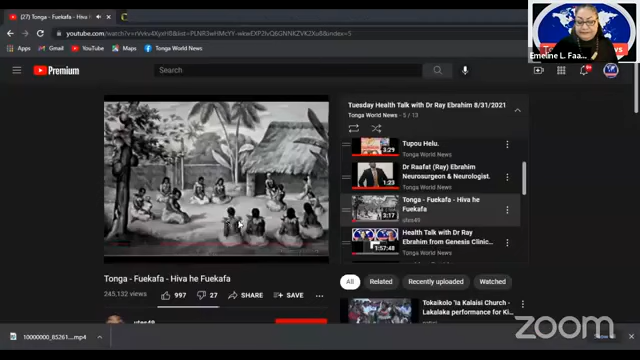 (27) Tonga - Fuekafa - Hiva he Fu
youtube.com/watch?v=rVvkv4XyxH8&list=PLNR3wHMcYY-wkwEXP2IvQ6GNNKZVK2Xu8&index=5
Apps
Gmail
YouTube
Maps
Tonga World News
Emeline L. Faa...
Premium
Search
Tuesday Health Talk with Dr Ray Ebrahim 8/31/2021
Tonga World News - 5 / 13
Tupou Helu.
Tonga World News
3:29
Dr Raafat (Ray) Ebrahim
Neurosurgeon & Neurologist.
Tonga World News
1:23
Tonga - Fuekafa - Hiva he
Fuekafa
utas49
3:17
Health Talk with Dr Ray
Ebrahim from Genesis Clinic...
Tonga World News
1:57:48
Tonga - Fuekafa - Hiva he Fuekafa
245,132 views
997
27
SHARE
SAVE
All
Related
Recently uploaded
Watched
Tokaikolo 'ia Kalaisi Church -
Lakalaka performance for Ki...
utas49
10000000_85261....mp4
zoom